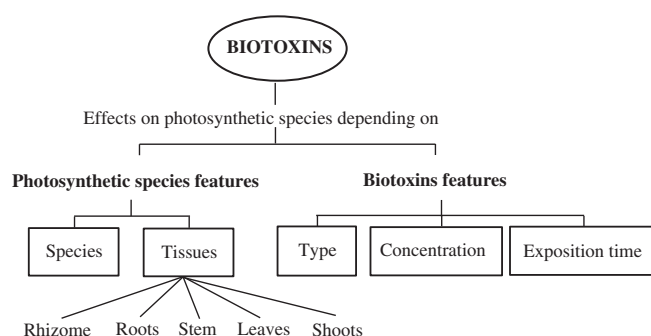 BIOTOXINS
Effects on photosynthetic species depending on
Photosynthetic species features
Biotoxins features
Species
Tissues
Type
Concentration
Exposition time
Rhizome
Roots
Stem
Leaves
Shoots